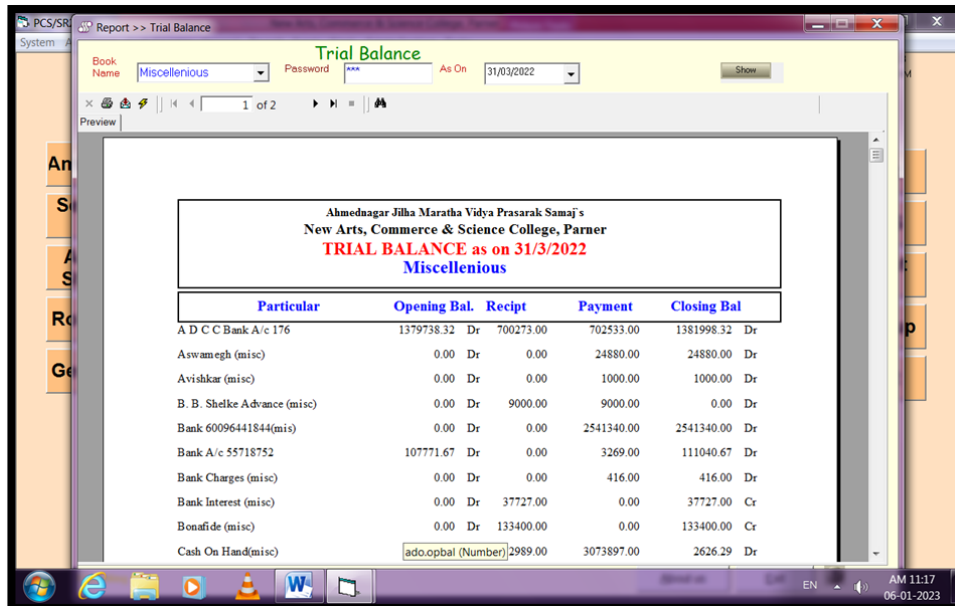 PCS/SR
Report >> Trial Balance
System A
Trial Balance
Book Name Miscellenious Password *** As On 31/03/2022 Show
1 of 2
Preview
M
An
S
A
S
Ro
Ge
p
Ahmednagar Jilha Maratha Vidya Prasarak Samaj`s
New Arts, Commerce & Science College, Parner
TRIAL BALANCE as on 31/3/2022
Miscellenious
Particular Opening Bal. Recipt Payment Closing Bal
A D C C Bank A/c 176 1379738.32 Dr 700273.00 702533.00 1381998.32 Dr
Aswamegh (misc) 0.00 Dr 0.00 24880.00 24880.00 Dr
Avishkar (misc) 0.00 Dr 0.00 1000.00 1000.00 Dr
B. B. Shelke Advance (misc) 0.00 Dr 9000.00 9000.00 0.00 Dr
Bank 60096441844(mis) 0.00 Dr 0.00 2541340.00 2541340.00 Dr
Bank A/c 55718752 107771.67 Dr 0.00 3269.00 111040.67 Dr
Bank Charges (misc) 0.00 Dr 0.00 416.00 416.00 Dr
Bank Interest (misc) 0.00 Dr 37727.00 0.00 37727.00 Cr
Bonafide (misc) 0.00 Dr 133400.00 0.00 133400.00 Cr
Cash On Hand(misc) ado.opbal (Number) 2989.00 3073897.00 2626.29 Dr
EN AM 11:17
06-01-2023